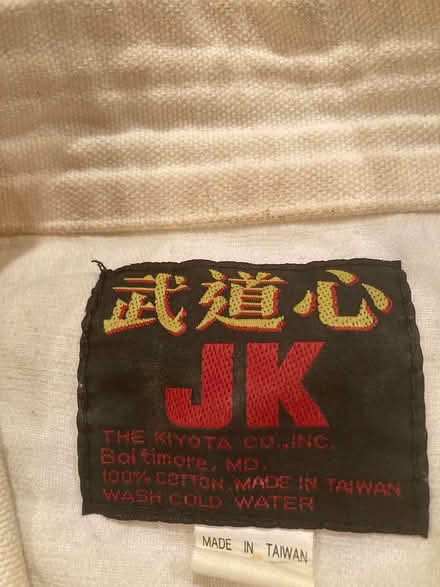 武道心
JK
THE KIYOTA CO., INC.
Baltimore, MD.
100% COTTON. MADE IN TAIWAN
WASH COLD WATER
MADE IN TAIWAN